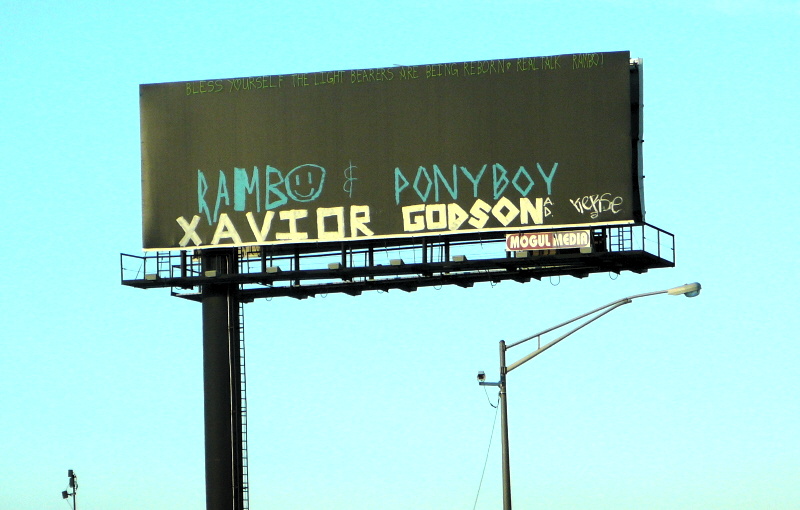 BLESS YOURSELF THE LIGHT BEARERS ARE BEING REBORN REAL TALK RAMBO
RAMBO & PONYBOY
XAVIOR GODSON
MOGUL MEDIA